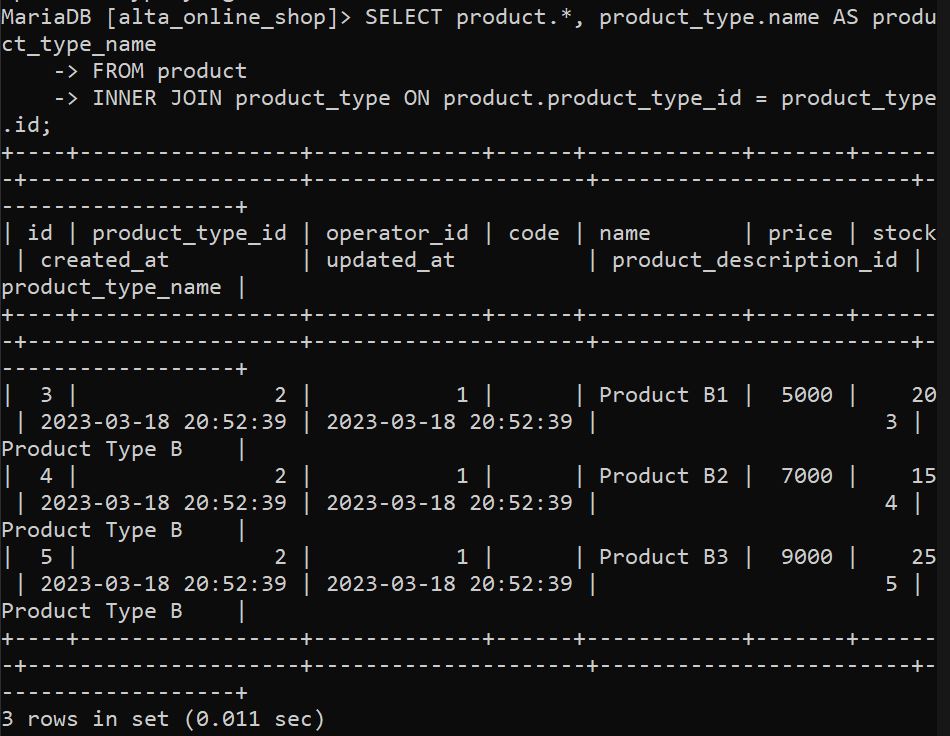 MariaDB [alta_online_shop]> SELECT product.*, product_type.name AS produ
ct_type_name
    -> FROM product
    -> INNER JOIN product_type ON product.product_type_id = product_type
.id;
+----+-----------------+-------------+------+------------+-------+------
-+---------------------+---------------------+------------------------+-
------------------+
| id | product_type_id | operator_id | code | name       | price | stock
 | created_at          | updated_at          | product_description_id |
product_type_name |
+----+-----------------+-------------+------+------------+-------+------
-+---------------------+---------------------+------------------------+-
------------------+
|  3 |               2 |           1 |      | Product B1 |  5000 |    20
 | 2023-03-18 20:52:39 | 2023-03-18 20:52:39 |                      3 |
Product Type B    |
|  4 |               2 |           1 |      | Product B2 |  7000 |    15
 | 2023-03-18 20:52:39 | 2023-03-18 20:52:39 |                      4 |
Product Type B    |
|  5 |               2 |           1 |      | Product B3 |  9000 |    25
 | 2023-03-18 20:52:39 | 2023-03-18 20:52:39 |                      5 |
Product Type B    |
+----+-----------------+-------------+------+------------+-------+------
-+---------------------+---------------------+------------------------+-
------------------+
3 rows in set (0.011 sec)